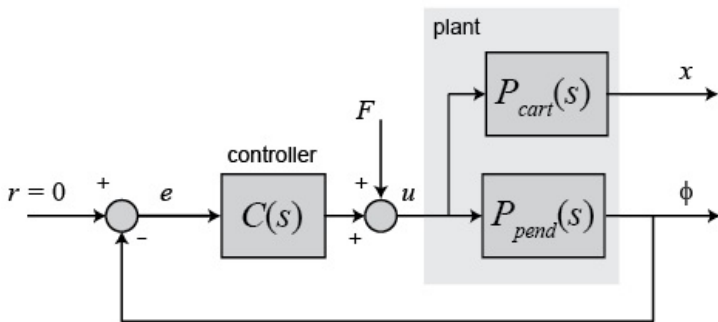 plant
P_cart(s)
x
F
controller
r = 0
+
-
e
C(s)
+
+
u
P_pend(s)
ϕ